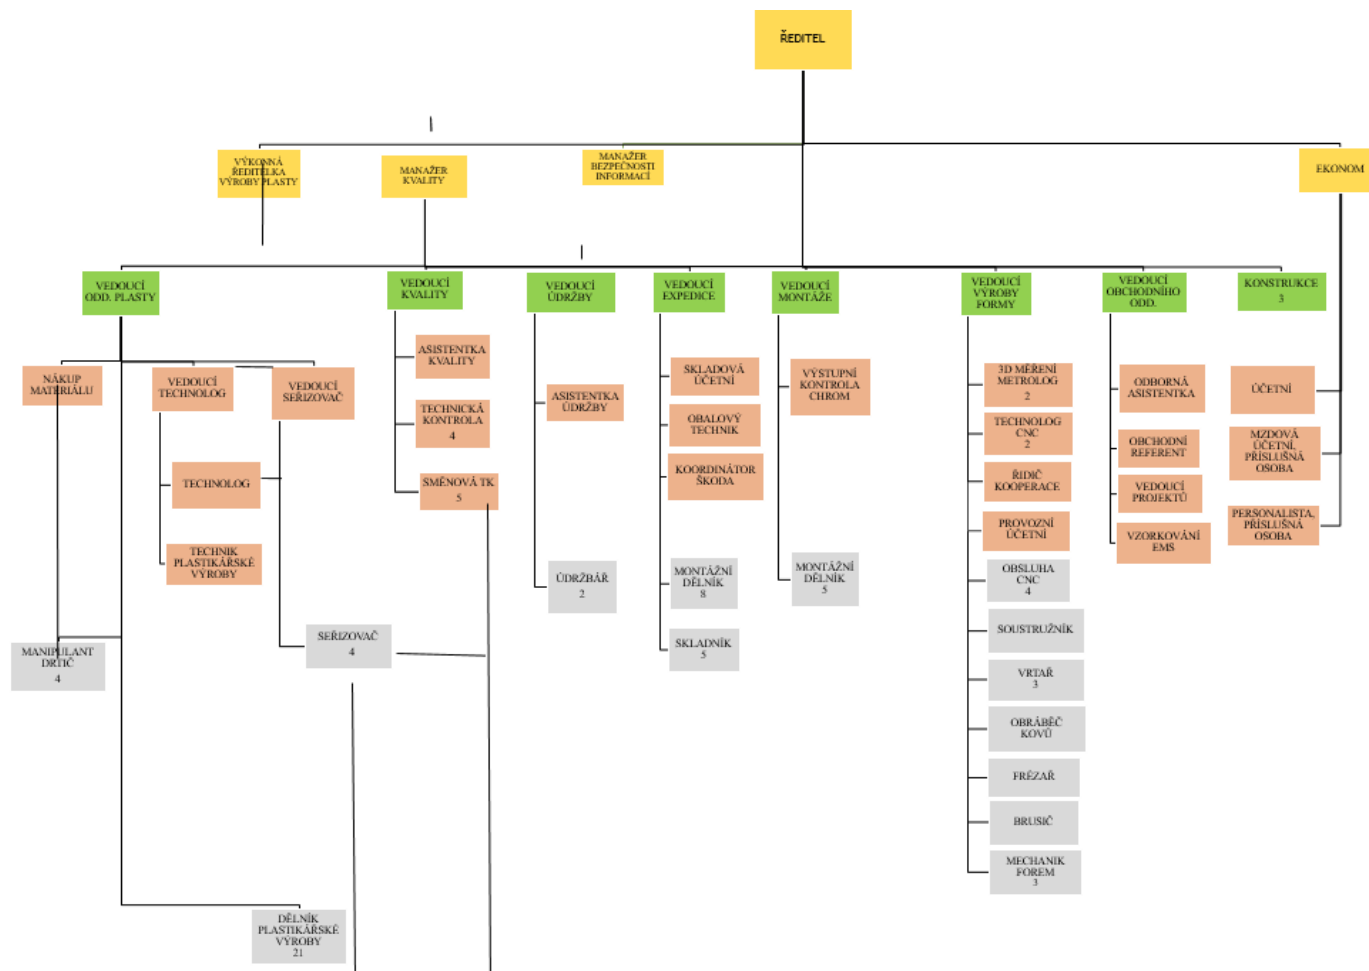 ŘEDITEL
VÝKONNÁ
ŘEDITELKA
VÝROBY PLASTY
MANAŽER
KVALITY
MANAŽER
BEZPEČNOSTI
INFORMACÍ
EKONOM
VEDOUCÍ
ODD. PLASTY
VEDOUCÍ
KVALITY
VEDOUCÍ
ÚDRŽBY
VEDOUCÍ
EXPEDICE
VEDOUCÍ
MONTÁŽE
VEDOUCÍ
VÝROBY
FORMY
VEDOUCÍ
OBCHODNÍHO
ODD.
KONSTRUKCE
3
NÁKUP
MATERIÁLU
VEDOUCÍ
TECHNOLOG
VEDOUCÍ
SEŘIZOVAČ
TECHNOLOG
TECHNIK
PLASTIKÁŘSKÉ
VÝROBY
MANIPULANT
DRTIČ
4
SEŘIZOVAČ
4
DĚLNÍK
PLASTIKÁŘSKÉ
VÝROBY
21
ASISTENTKA
KVALITY
TECHNICKÁ
KONTROLA
4
SMĚNOVÁ TK
5
ASISTENTKA
ÚDRŽBY
ÚDRŽBÁŘ
2
SKLADOVÁ
ÚČETNÍ
OBALOVÝ
TECHNIK
KOORDINÁTOR
ŠKODA
MONTÁŽNÍ
DĚLNÍK
8
SKLADNÍK
5
VÝSTUPNÍ
KONTROLA
CHROM
MONTÁŽNÍ
DĚLNÍK
5
3D MĚŘENÍ
METROLOG
2
TECHNOLOG
CNC
2
ŘIDIČ
KOOPERACE
PROVOZNÍ
ÚČETNÍ
OBSLUHA
CNC
4
SOUSTRUŽNÍK
VRTAŘ
3
OBRÁBĚČ
KOVŮ
FRÉZAŘ
BRUSIČ
MECHANIK
FOREM
3
ODBORNÁ
ASISTENTKA
OBCHODNÍ
REFERENT
VEDOUCÍ
PROJEKTŮ
VZORKOVÁNÍ
EMS
ÚČETNÍ
MZDOVÁ
ÚČETNÍ,
PŘÍSLUŠNÁ
OSOBA
PERSONALISTA,
PŘÍSLUŠNÁ
OSOBA